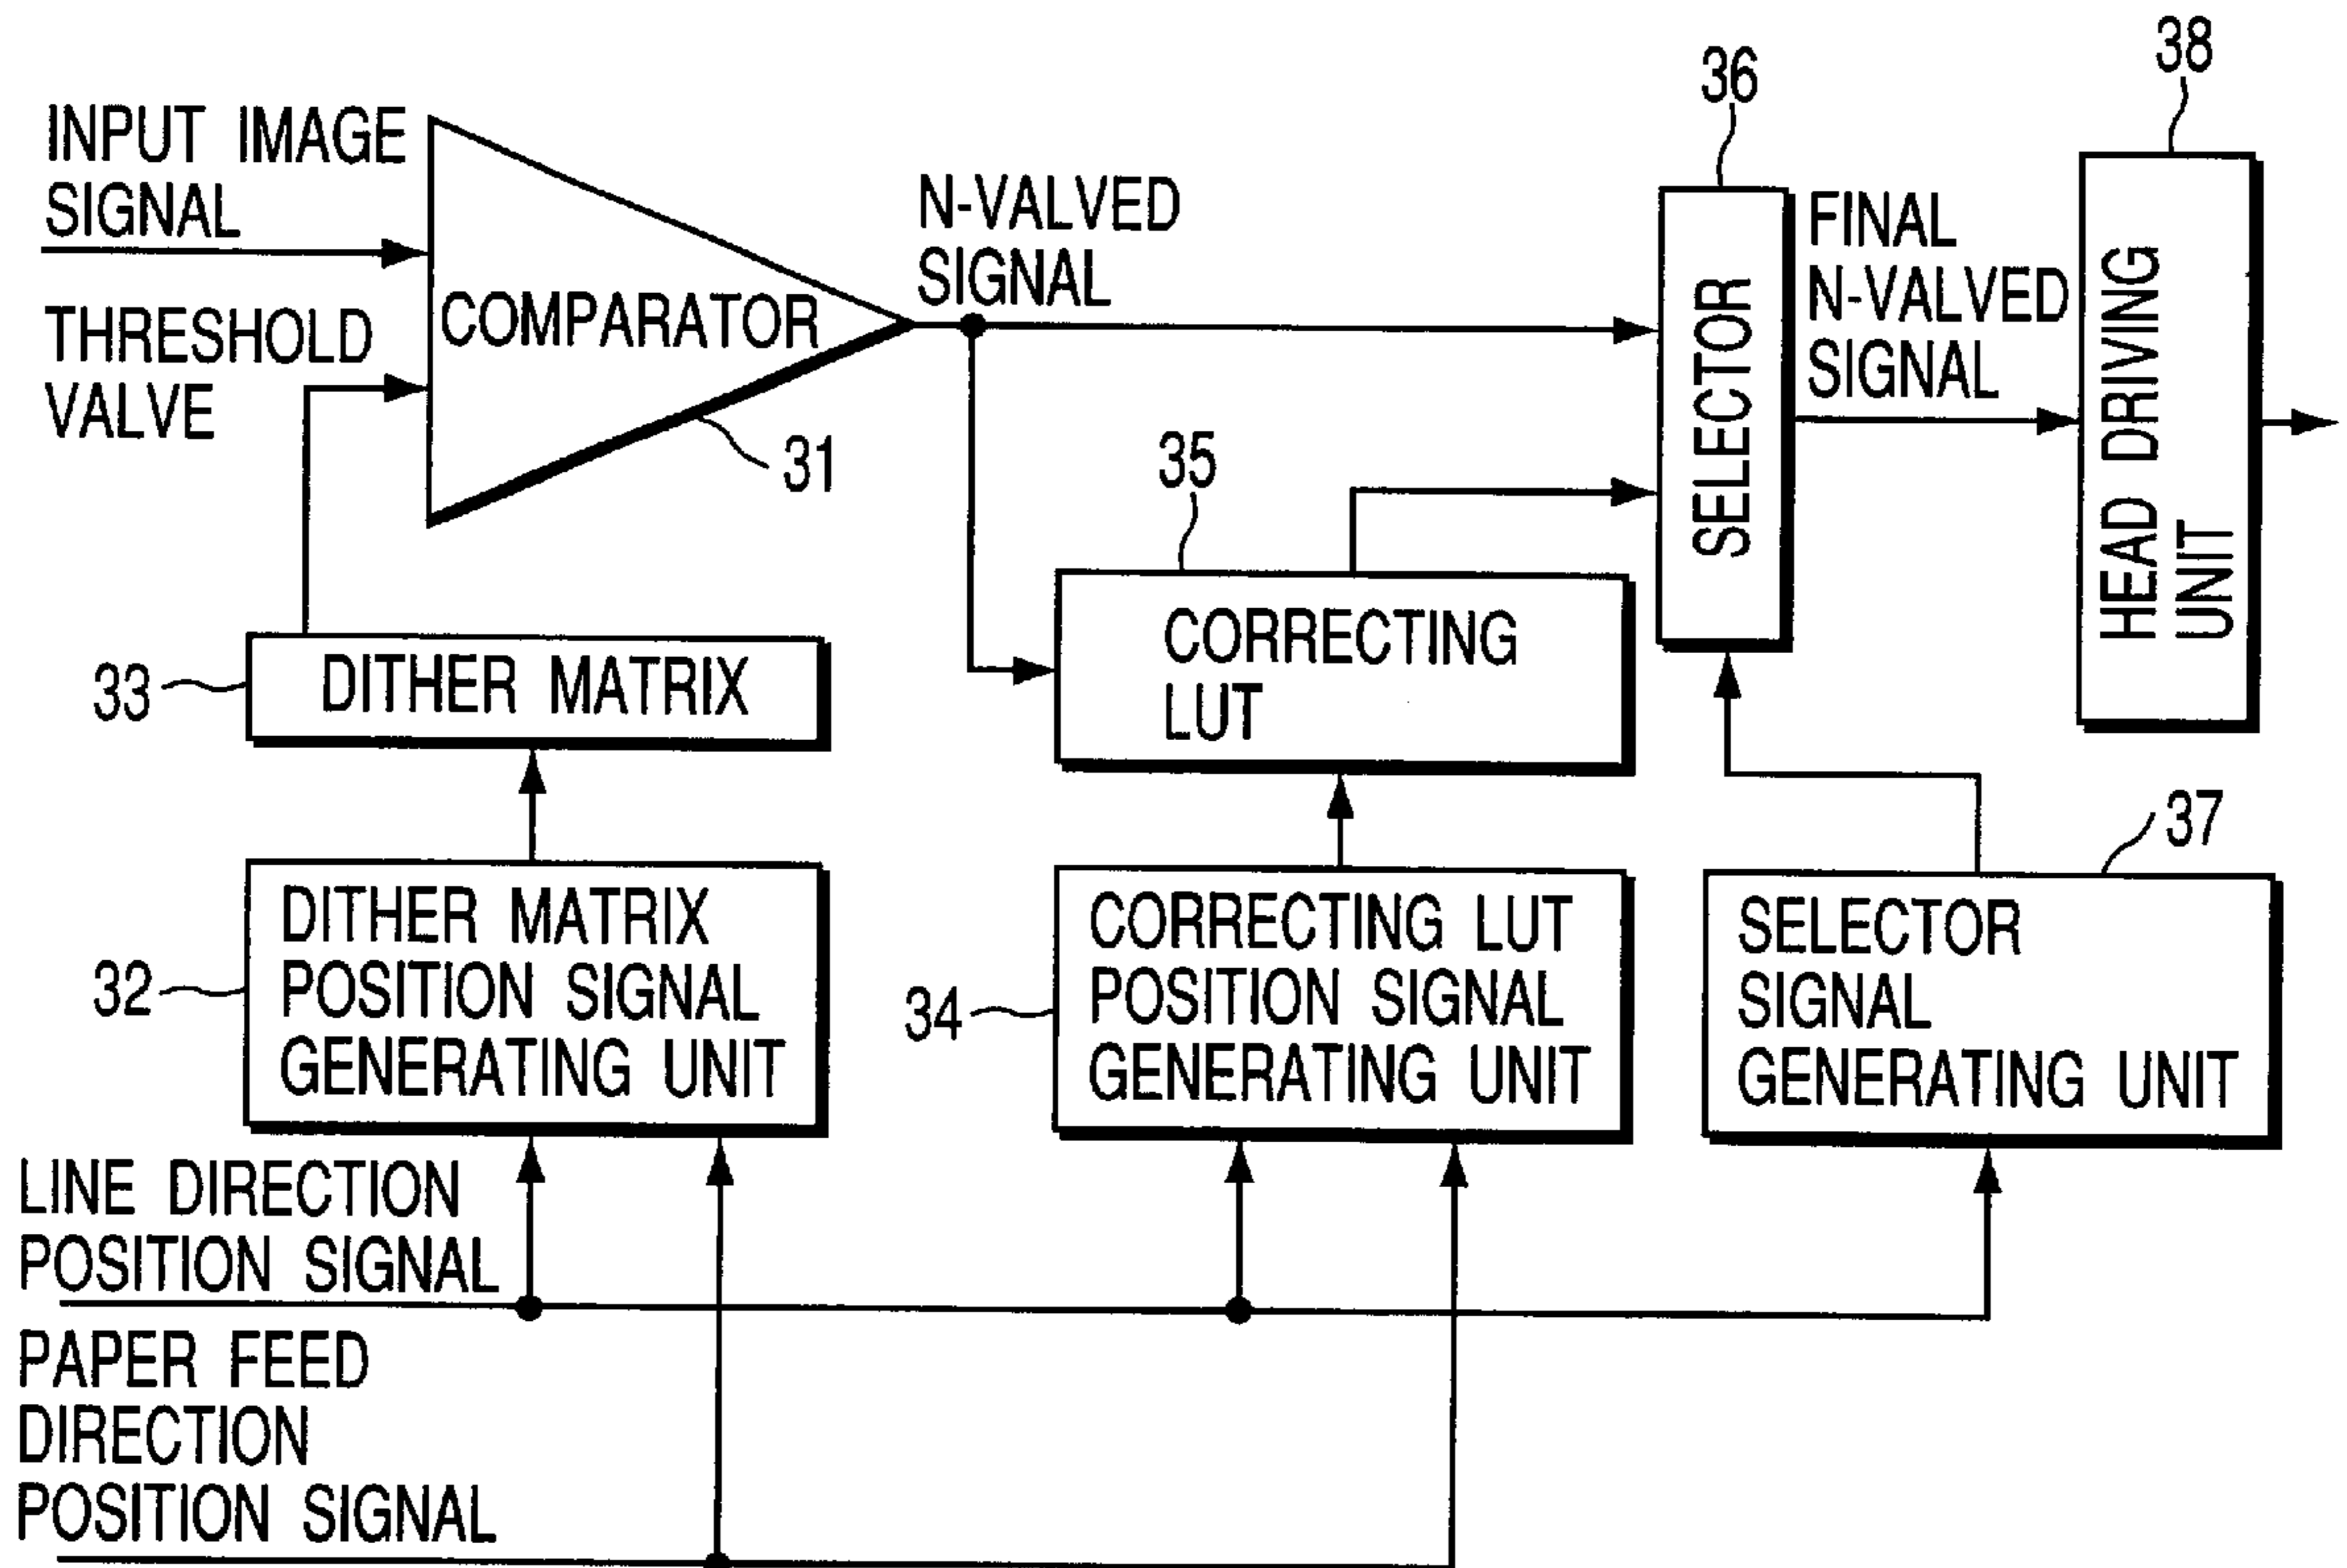 38
36
INPUT IMAGE
SIGNAL
N-VALVED
SIGNAL
FINAL
N-VALVED
SIGNAL
THRESHOLD
VALVE
COMPARATOR
SELECTOR
HEAD DRIVING
UNIT
31
35
CORRECTING
LUT
33
DITHER MATRIX
37
32
DITHER MATRIX
POSITION SIGNAL
GENERATING UNIT
34
CORRECTING LUT
POSITION SIGNAL
GENERATING UNIT
SELECTOR
SIGNAL
GENERATING UNIT
LINE DIRECTION
POSITION SIGNAL
PAPER FEED
DIRECTION
POSITION SIGNAL